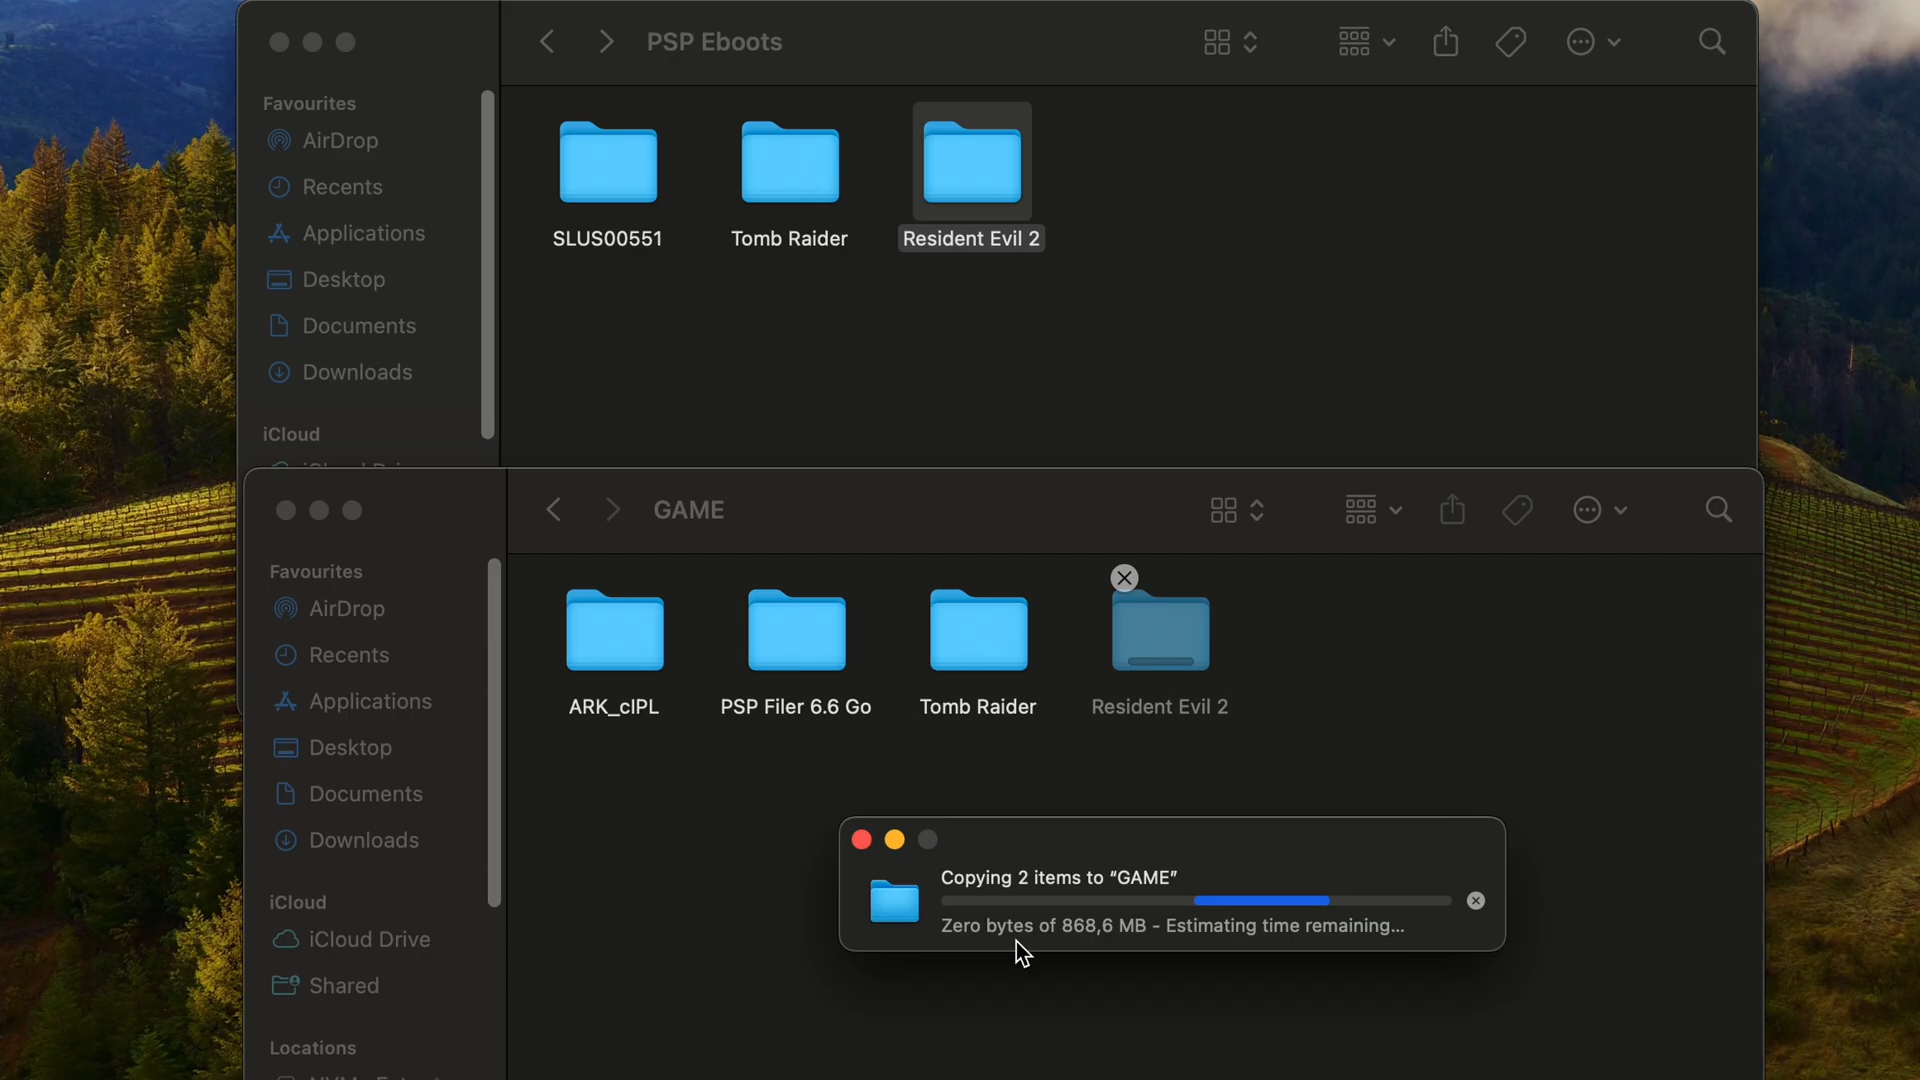 PSP Eboots
Favourites
AirDrop
Recents
Applications
Desktop
Documents
Downloads
iCloud
SLUS00551
Tomb Raider
Resident Evil 2
GAME
Favourites
AirDrop
Recents
Applications
Desktop
Documents
Downloads
iCloud
iCloud Drive
Shared
Locations
ARK_cIPL
PSP Filer 6.6 Go
Tomb Raider
Resident Evil 2
Copying 2 items to “GAME”
Zero bytes of 868,6 MB - Estimating time remaining...